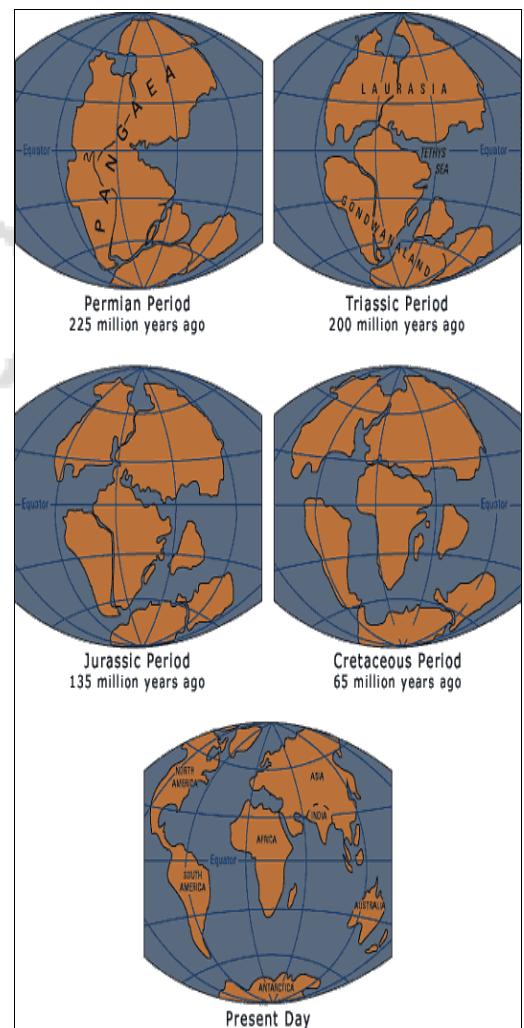 PANGAEA
Equator
Permian Period
225 million years ago
LAURASIA
TETHYS
SEA
Equator
GONDWANALAND
Triassic Period
200 million years ago
Equator
Jurassic Period
135 million years ago
Equator
Cretaceous Period
65 million years ago
NORTH
AMERICA
ASIA
INDIA
AFRICA
Equator
SOUTH
AMERICA
AUSTRALIA
ANTARCTICA
Present Day